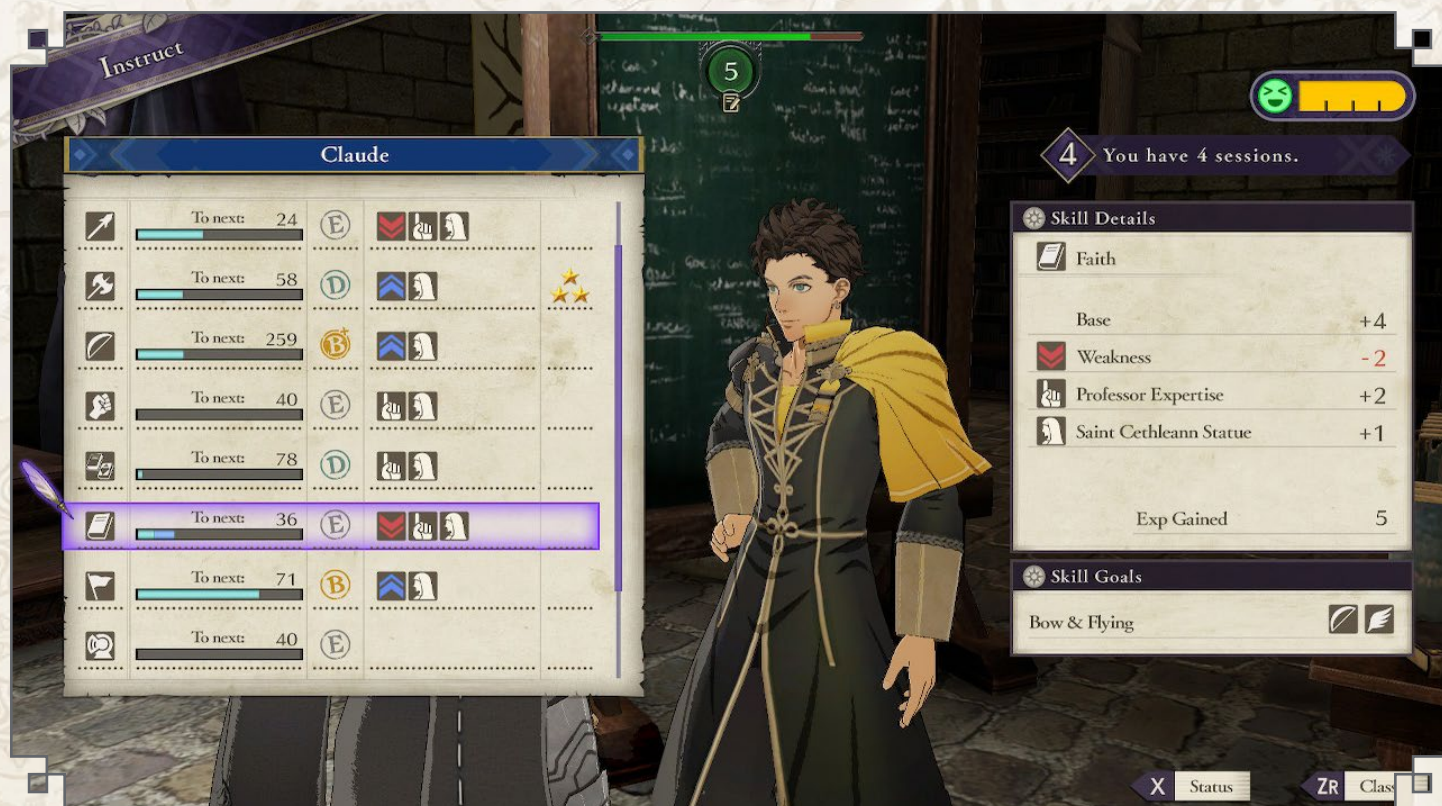 Instruct
5
Claude
4 You have 4 sessions.
To next: 24 E
To next: 58 D
To next: 259 B+
To next: 40 E
To next: 78 D
To next: 36 E
To next: 71 B
To next: 40 E
Skill Details
Faith
Base +4
Weakness -2
Professor Expertise +2
Saint Cethleann Statue +1
Exp Gained 5
Skill Goals
Bow & Flying
X Status
ZR Clas